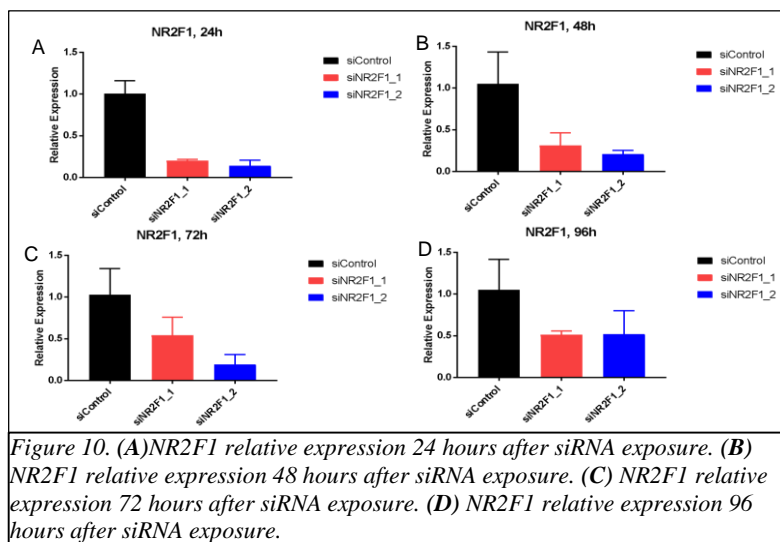 A
NR2F1, 24h
Relative Expression
1.5
1.0
0.5
0.0
siControl
siNR2F1_1
siNR2F1_2
siControl
siNR2F1_1
siNR2F1_2
B
NR2F1, 48h
Relative Expression
1.5
1.0
0.5
0.0
siControl
siNR2F1_1
siNR2F1_2
siControl
siNR2F1_1
siNR2F1_2
C
NR2F1, 72h
Relative Expression
1.5
1.0
0.5
0.0
siControl
siNR2F1_1
siNR2F1_2
siControl
siNR2F1_1
siNR2F1_2
D
NR2F1, 96h
Relative Expression
1.5
1.0
0.5
0.0
siControl
siNR2F1_1
siNR2F1_2
siControl
siNR2F1_1
siNR2F1_2
Figure 10. (A)NR2F1 relative expression 24 hours after siRNA exposure. (B)
NR2F1 relative expression 48 hours after siRNA exposure. (C) NR2F1 relative
expression 72 hours after siRNA exposure. (D) NR2F1 relative expression 96
hours after siRNA exposure.